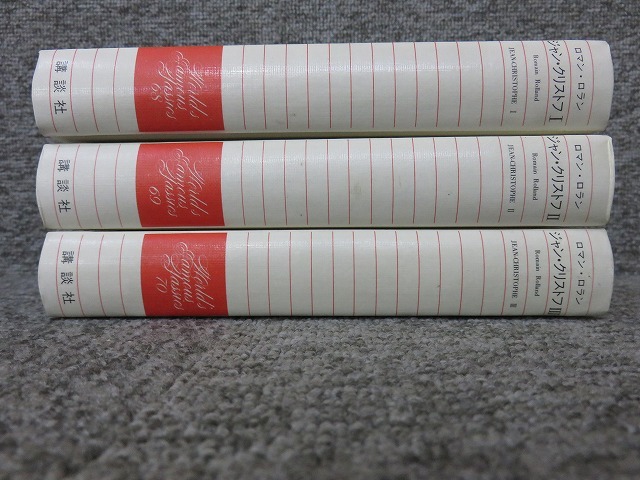 ロマン・ロラン
ジャン・クリストフ I
Romain Rolland
JEAN-CHRISTOPHE I
World's
Famous
Classics
68
講談社
ロマン・ロラン
ジャン・クリストフ II
Romain Rolland
JEAN-CHRISTOPHE II
World's
Famous
Classics
69
講談社
ロマン・ロラン
ジャン・クリストフ III
Romain Rolland
JEAN-CHRISTOPHE III
World's
Famous
Classics
70
講談社